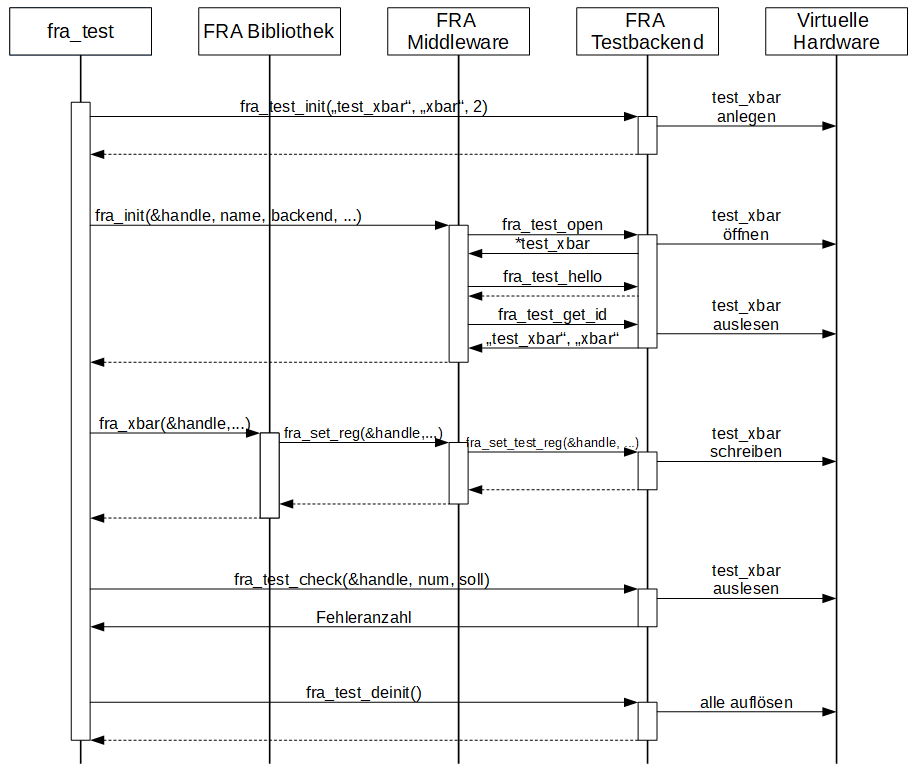 fra_test
FRA Bibliothek
FRA
Middleware
FRA
Testbackend
Virtuelle
Hardware
fra_test_init(„test_xbar“, „xbar“, 2)
test_xbar
anlegen
fra_init(&handle, name, backend, ...)
fra_test_open
*test_xbar
test_xbar
öffnen
fra_test_hello
fra_test_get_id
„test_xbar“, „xbar“
test_xbar
auslesen
fra_xbar(&handle,...)
fra_set_reg(&handle,...)
fra_set_test_reg(&handle, ...)
test_xbar
schreiben
fra_test_check(&handle, num, soll)
test_xbar
auslesen
Fehleranzahl
fra_test_deinit()
alle auflösen